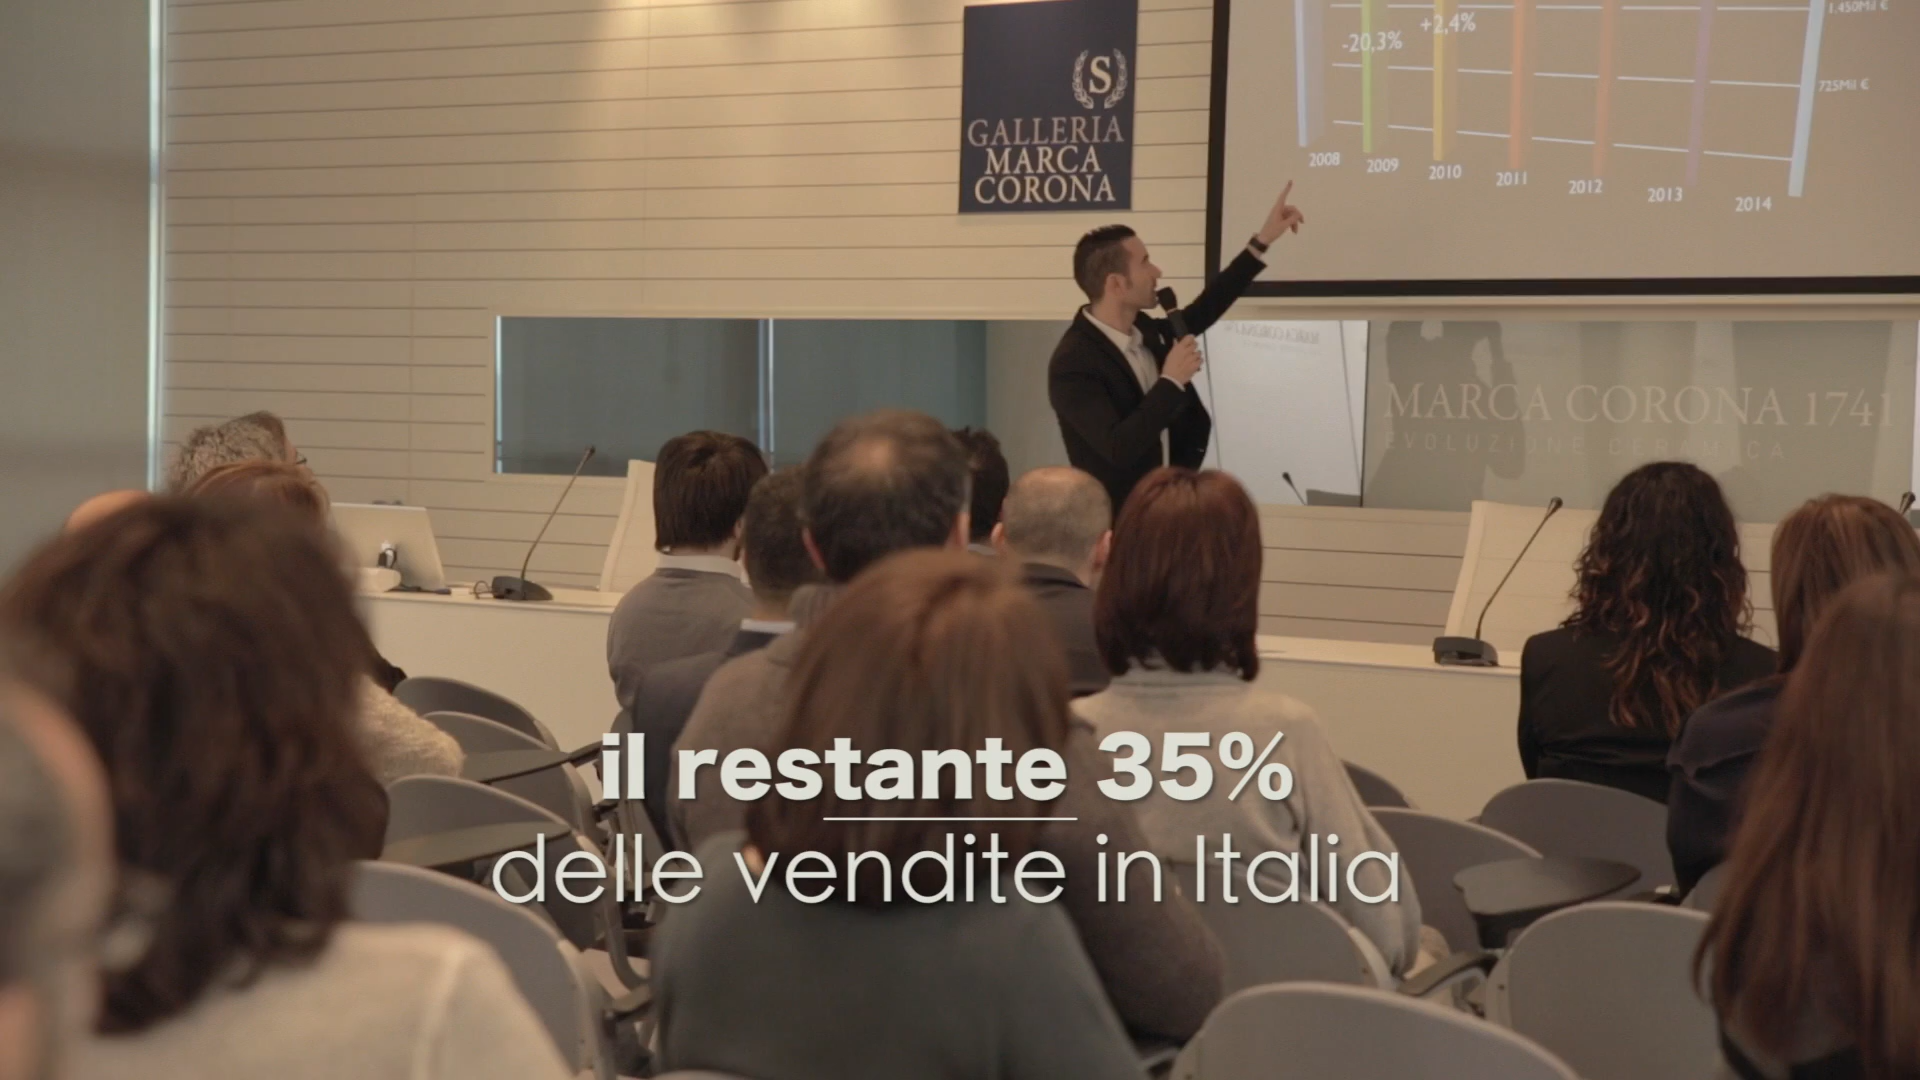 S
GALLERIA
MARCA
CORONA
1.450Mil €
-20,3%
+2,4%
725Mil €
2008
2009
2010
2011
2012
2013
2014
MARCA CORONA 1741
EVOLUZIONE CERAMICA
il restante 35%
delle vendite in Italia